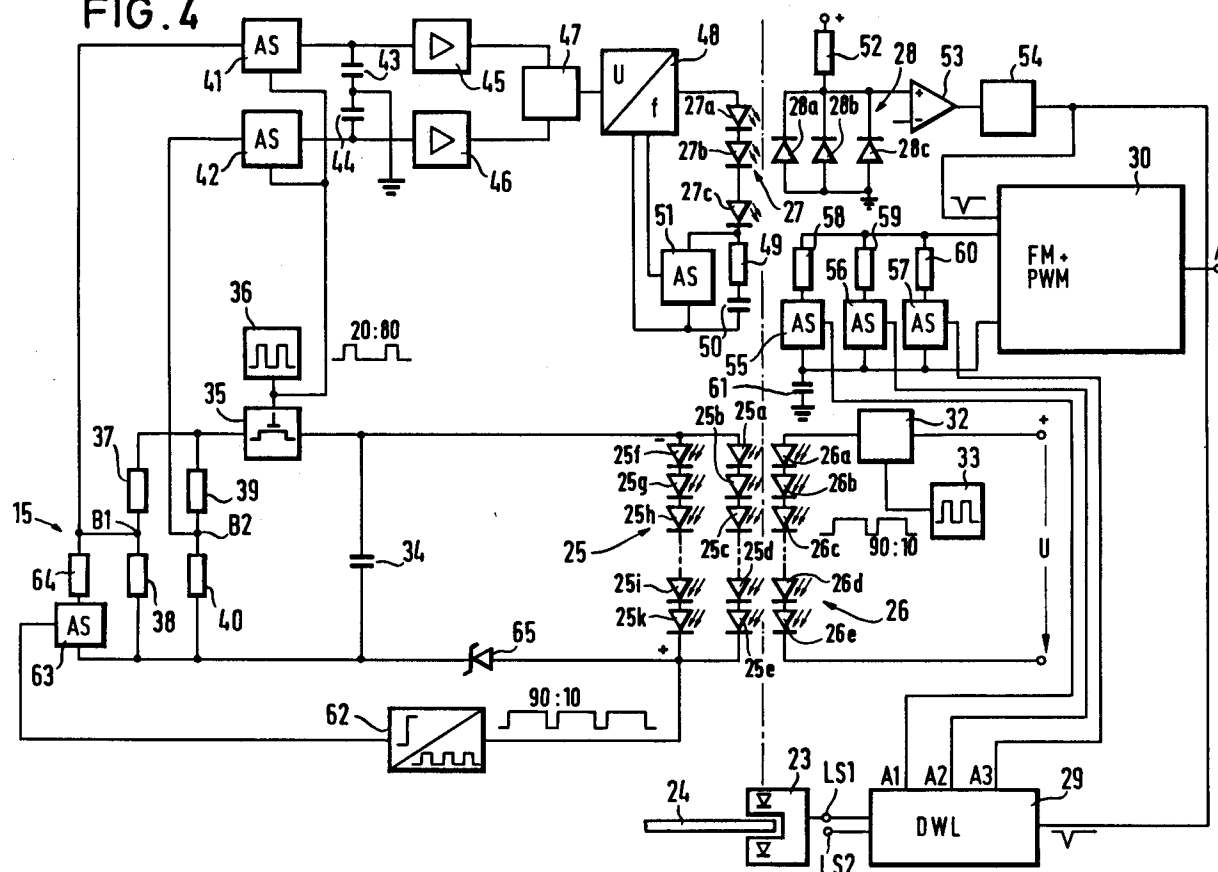 FIG. 4
AS
41
43
45
47
U
f
48
AS
42
44
46
27a
27b
27c
27
51
AS
49
50
+
52
28
53
54
28a
28b
28c
+
-
30
FM + PWM
58
59
60
56
57
AS
AS
AS
55
61
36
20:80
35
37
39
15
B1
B2
64
38
40
AS
63
34
65
62
90:10
-
25f
25g
25h
25
25i
25k
+
25b
25a
25c
25d
25e
26a
26b
26c
26d
26
26e
32
33
90:10
+
U
A1
A2
A3
29
DWL
23
24
LS1
LS2